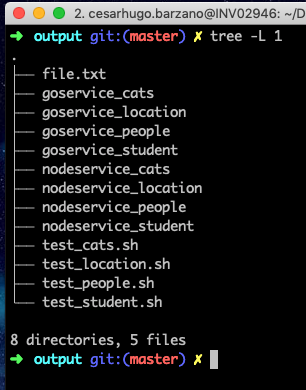 2. cesarhugo.barzano@INV02946: ~/D
➜ output git:(master) ✗ tree -L 1
.
├── file.txt
├── goservice_cats
├── goservice_location
├── goservice_people
├── goservice_student
├── nodeservice_cats
├── nodeservice_location
├── nodeservice_people
├── nodeservice_student
├── test_cats.sh
├── test_location.sh
├── test_people.sh
└── test_student.sh
8 directories, 5 files
➜ output git:(master) ✗